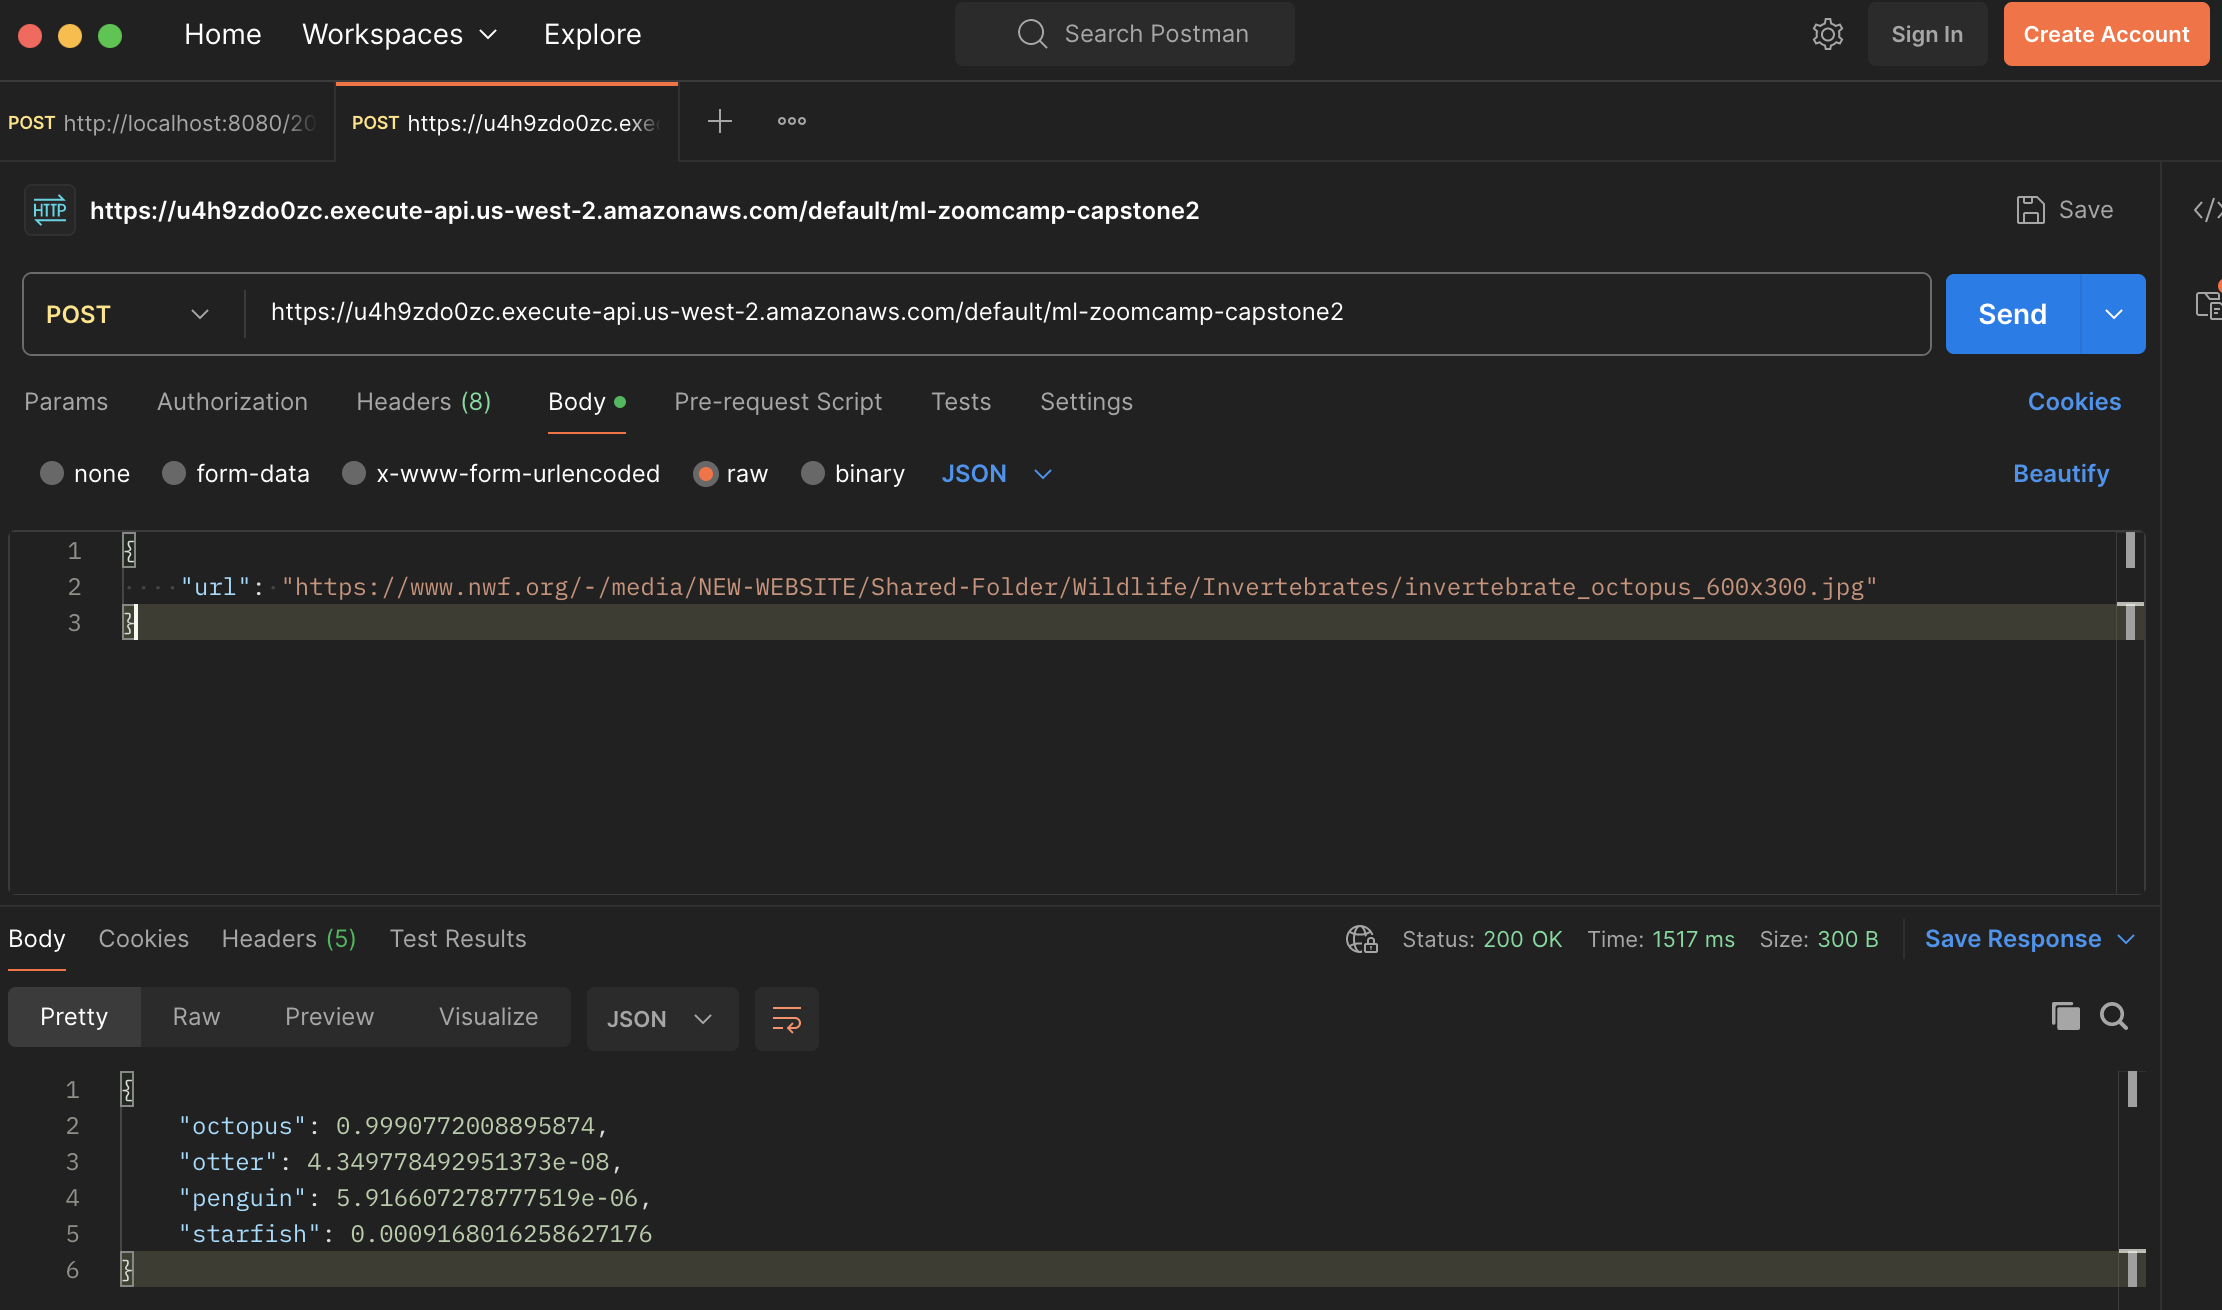 Home Workspaces Explore Search Postman Sign In Create Account
POST http://localhost:8080/20 POST https://u4h9zdo0zc.exe
HTTP https://u4h9zdo0zc.execute-api.us-west-2.amazonaws.com/default/ml-zoomcamp-capstone2 Save
POST https://u4h9zdo0zc.execute-api.us-west-2.amazonaws.com/default/ml-zoomcamp-capstone2 Send
Params Authorization Headers (8) Body Pre-request Script Tests Settings Cookies
none form-data x-www-form-urlencoded raw binary JSON Beautify
1 {
2 "url": "https://www.nwf.org/-/media/NEW-WEBSITE/Shared-Folder/Wildlife/Invertebrates/invertebrate_octopus_600x300.jpg"
3 }
Body Cookies Headers (5) Test Results Status: 200 OK Time: 1517 ms Size: 300 B Save Response
Pretty Raw Preview Visualize JSON
1 {
2 "octopus": 0.9990772008895874,
3 "otter": 4.349778492951373e-08,
4 "penguin": 5.916607278777519e-06,
5 "starfish": 0.0009168016258627176
6 }